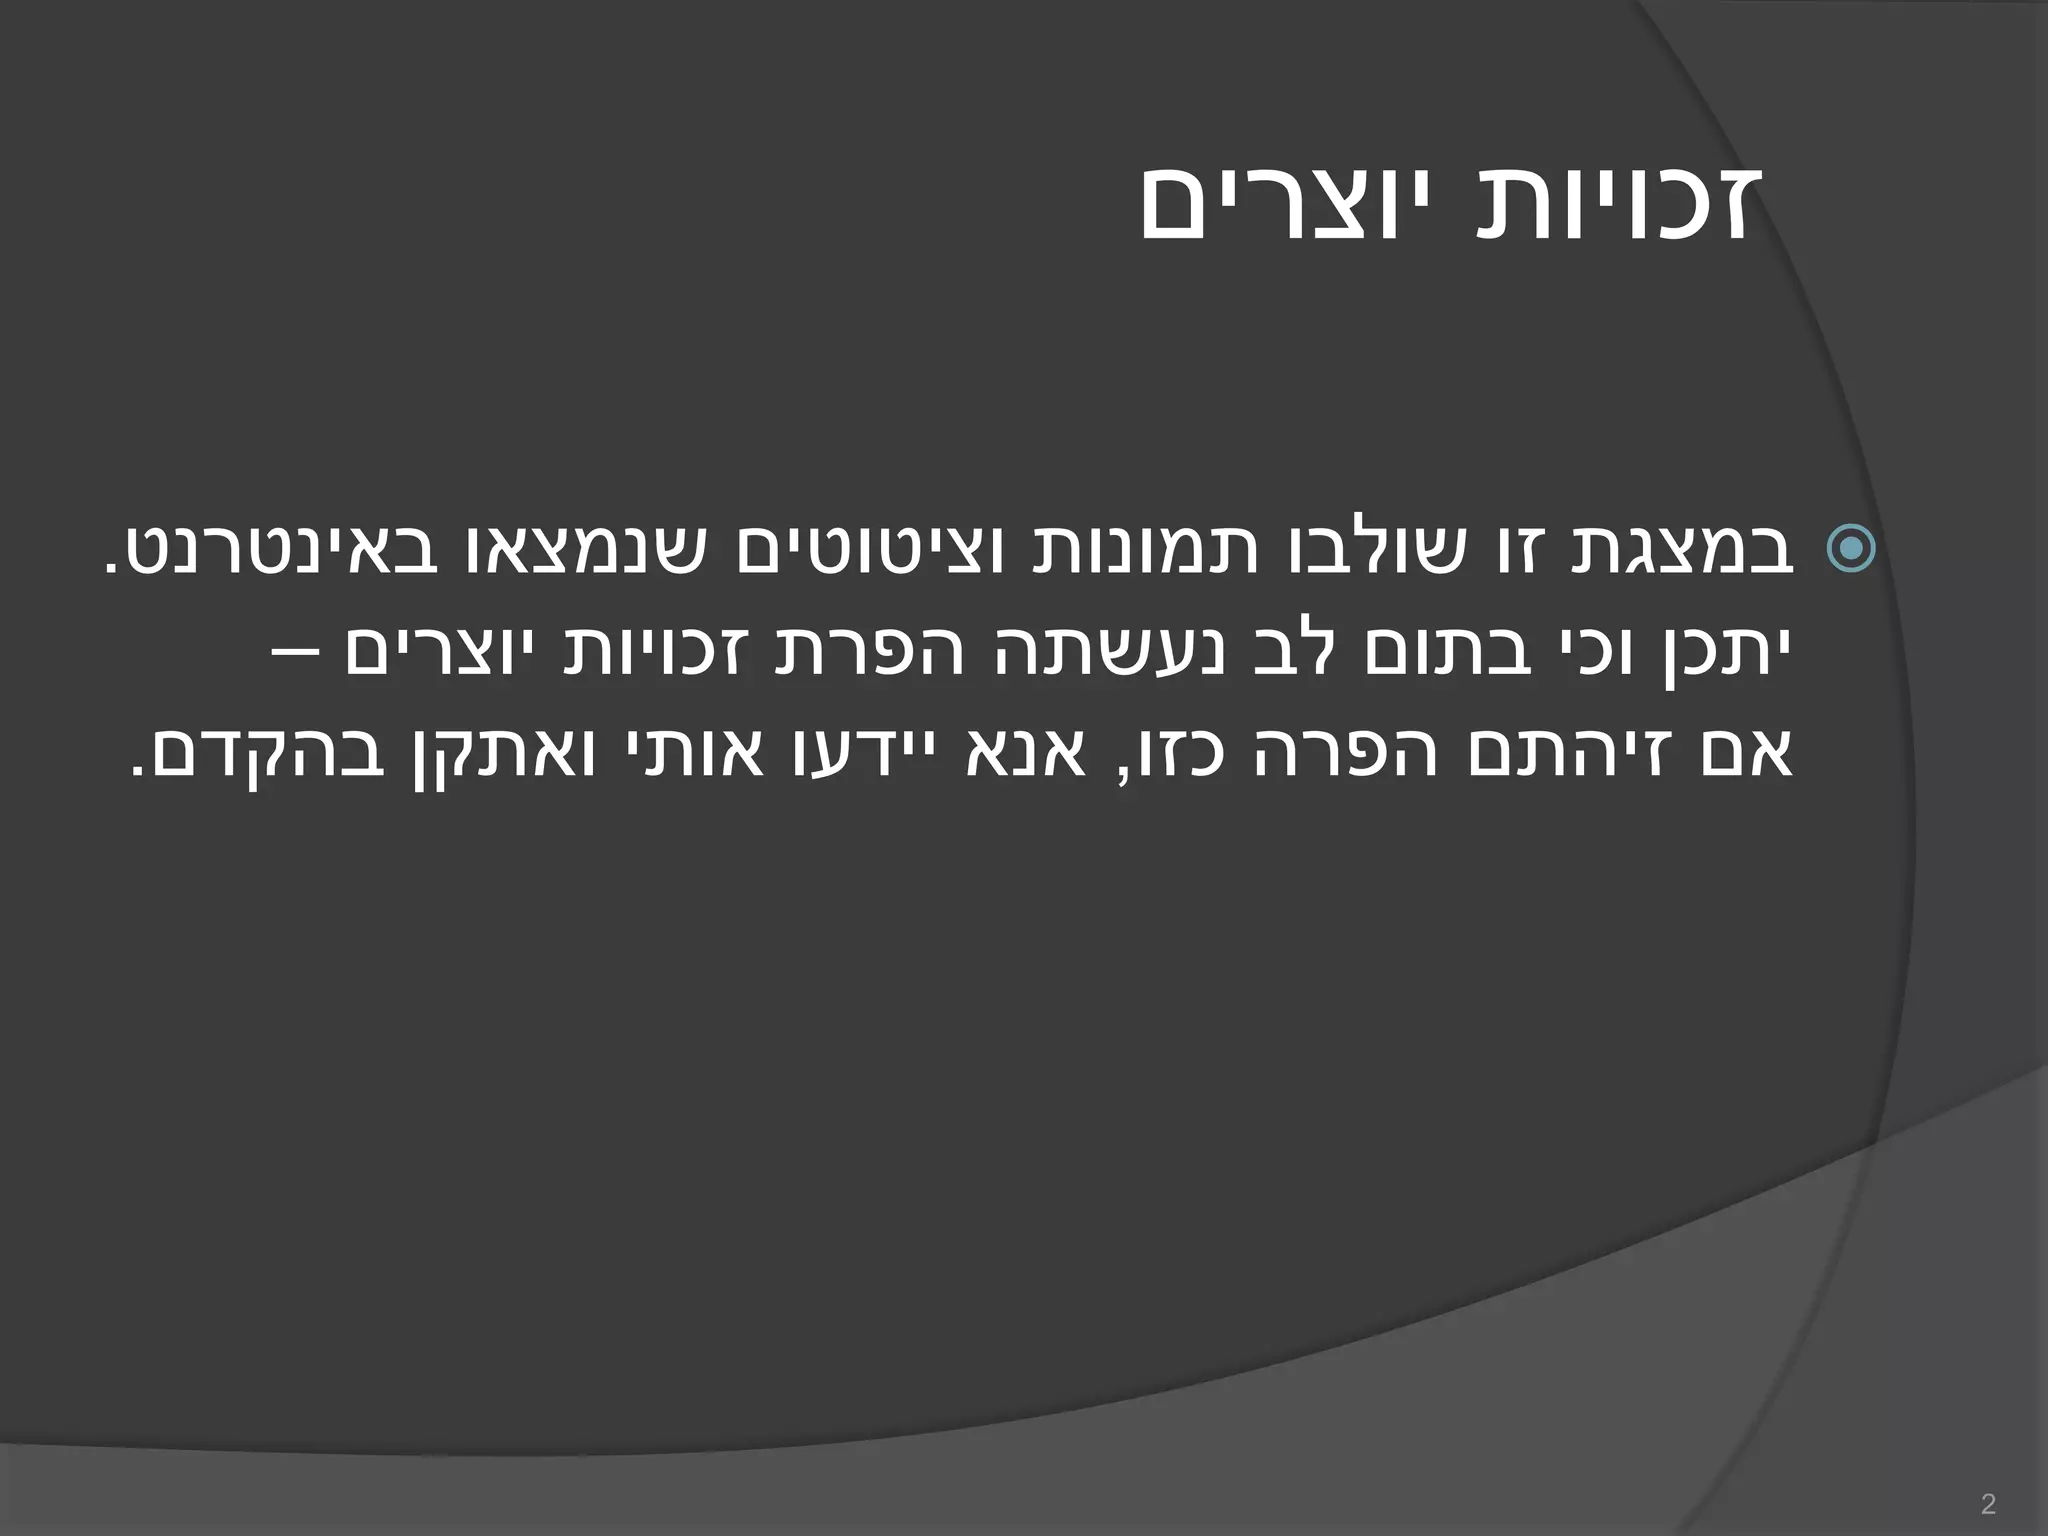 זכויות יוצרים
במצגת זו שולבו תמונות וציטוטים שנמצאו באינטרנט.
יתכן וכי בתום לב נעשתה הפרת זכויות יוצרים –
אם זיהתם הפרה כזו, אנא יידעו אותי ואתקן בהקדם.
2